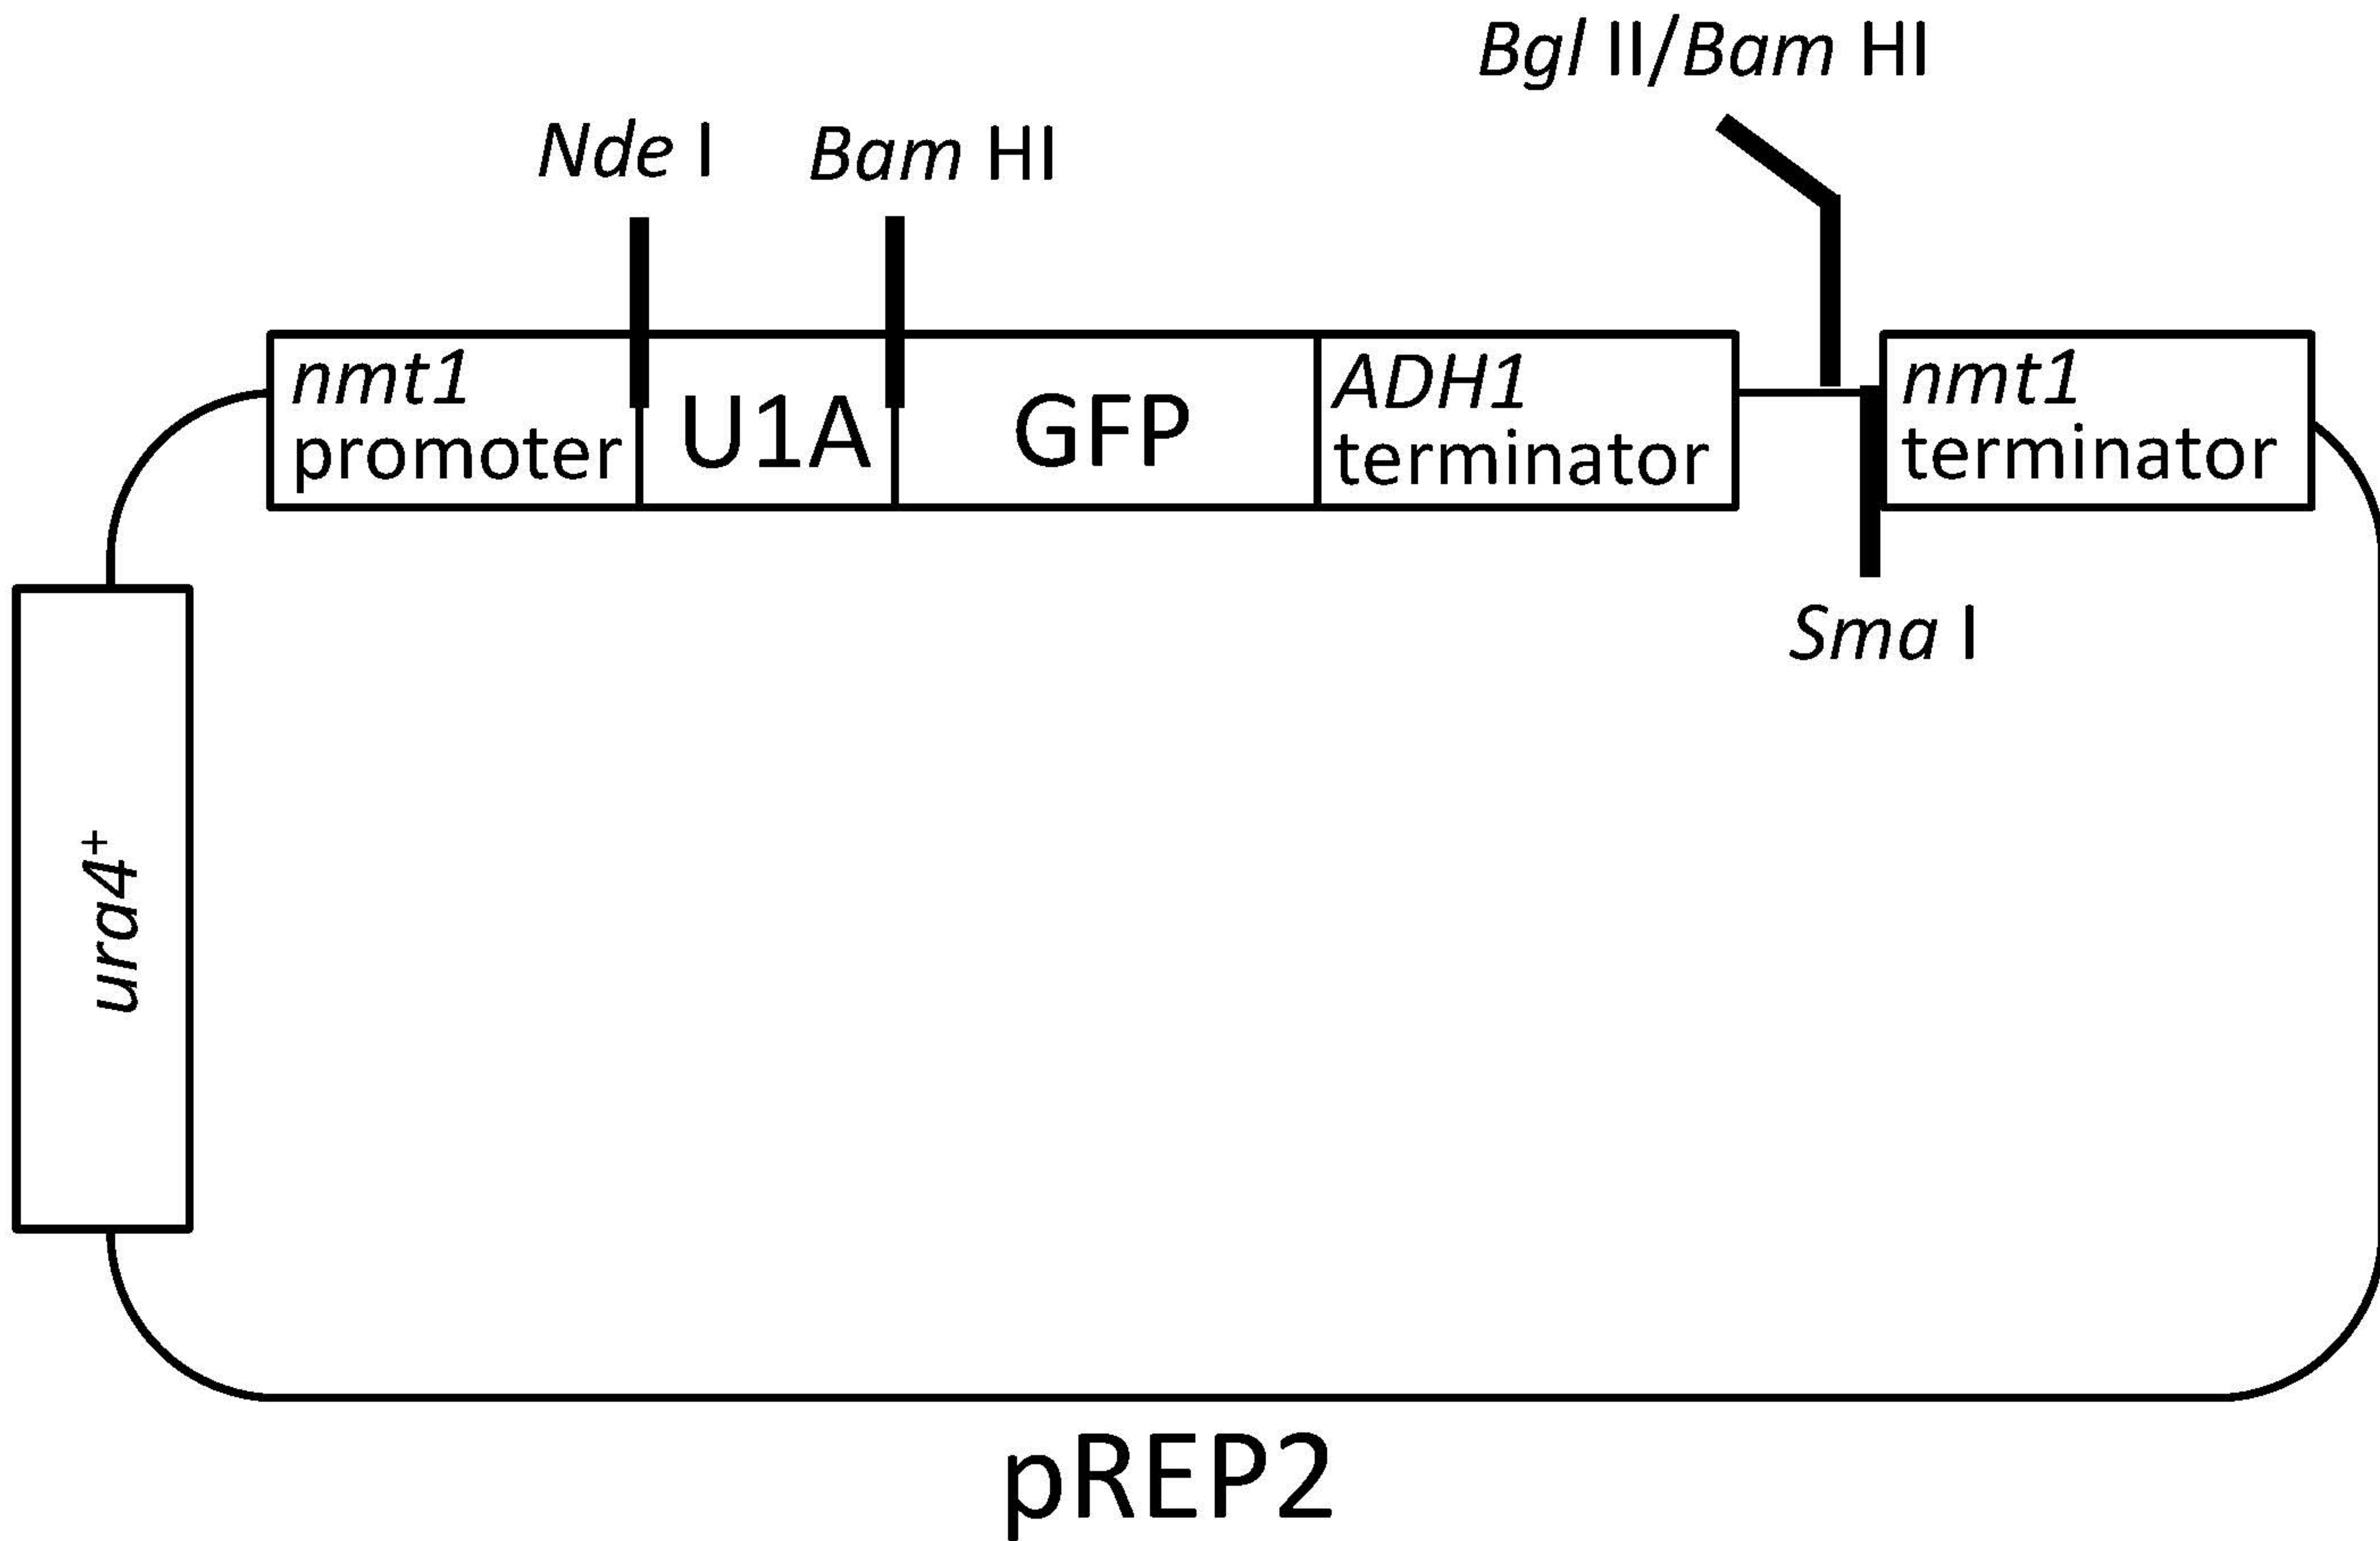 Bgl II/Bam HI
Nde I
Bam HI
nmt1
promoter
U1A
GFP
ADH1
terminator
nmt1
terminator
Sma I
ura4+
pREP2